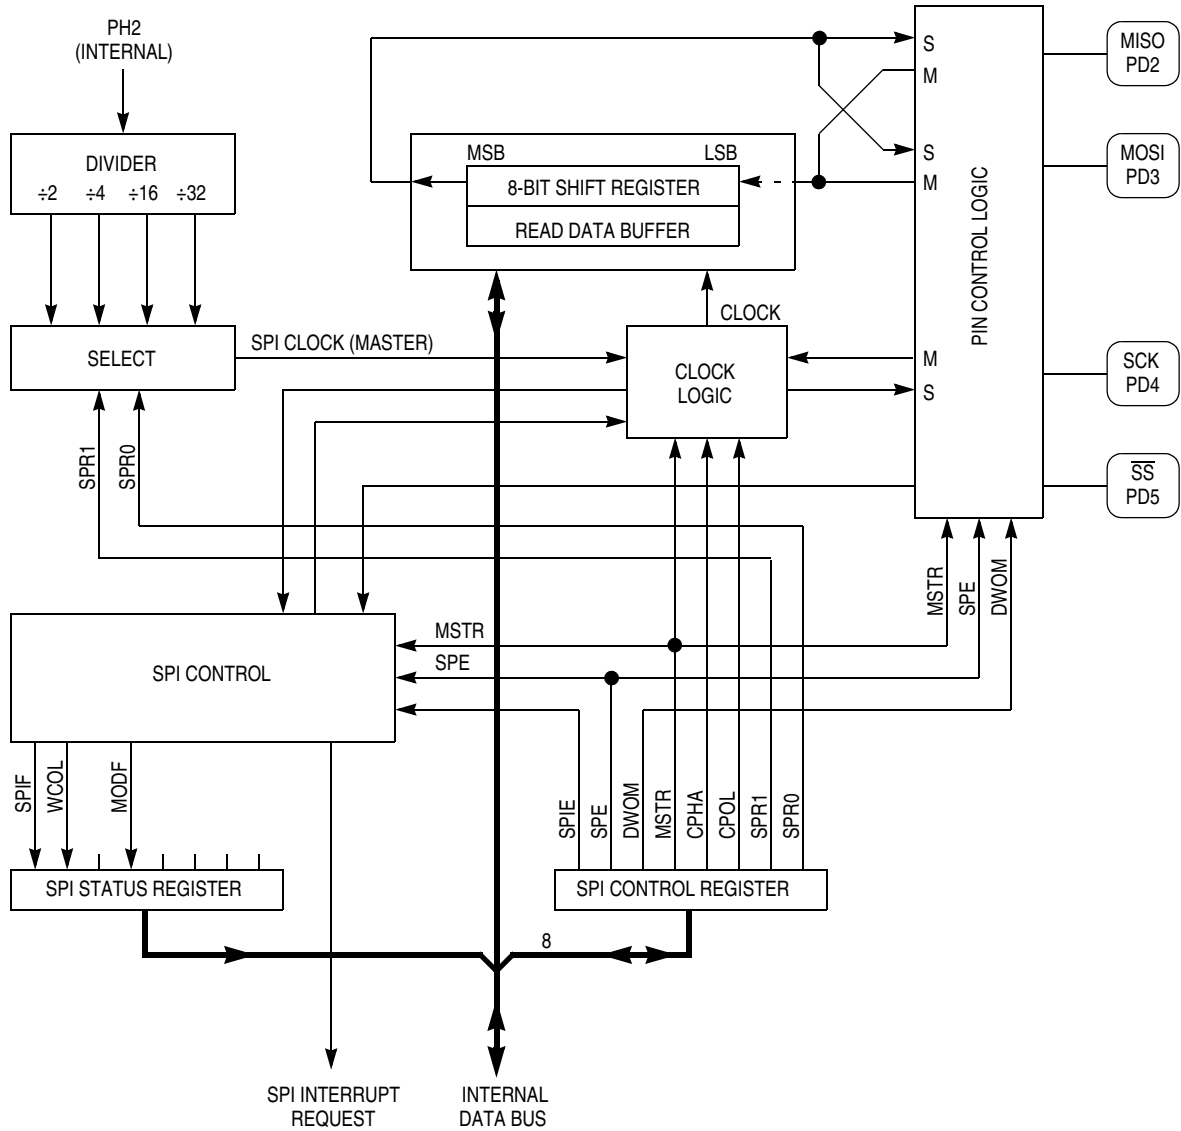 PH2
(INTERNAL)
DIVIDER
÷2 ÷4 ÷16 ÷32
SELECT
SPR1
SPR0
SPI CLOCK (MASTER)
MSB LSB
8-BIT SHIFT REGISTER
READ DATA BUFFER
CLOCK
CLOCK
LOGIC
S
M
S
M
M
S
PIN CONTROL LOGIC
MISO
PD2
MOSI
PD3
SCK
PD4
SS
PD5
MSTR
SPE
DWOM
MSTR
SPE
SPI CONTROL
SPIF
WCOL
MODF
SPI STATUS REGISTER
SPIE
SPE
DWOM
MSTR
CPHA
CPOL
SPR1
SPR0
SPI CONTROL REGISTER
8
SPI INTERRUPT
REQUEST
INTERNAL
DATA BUS